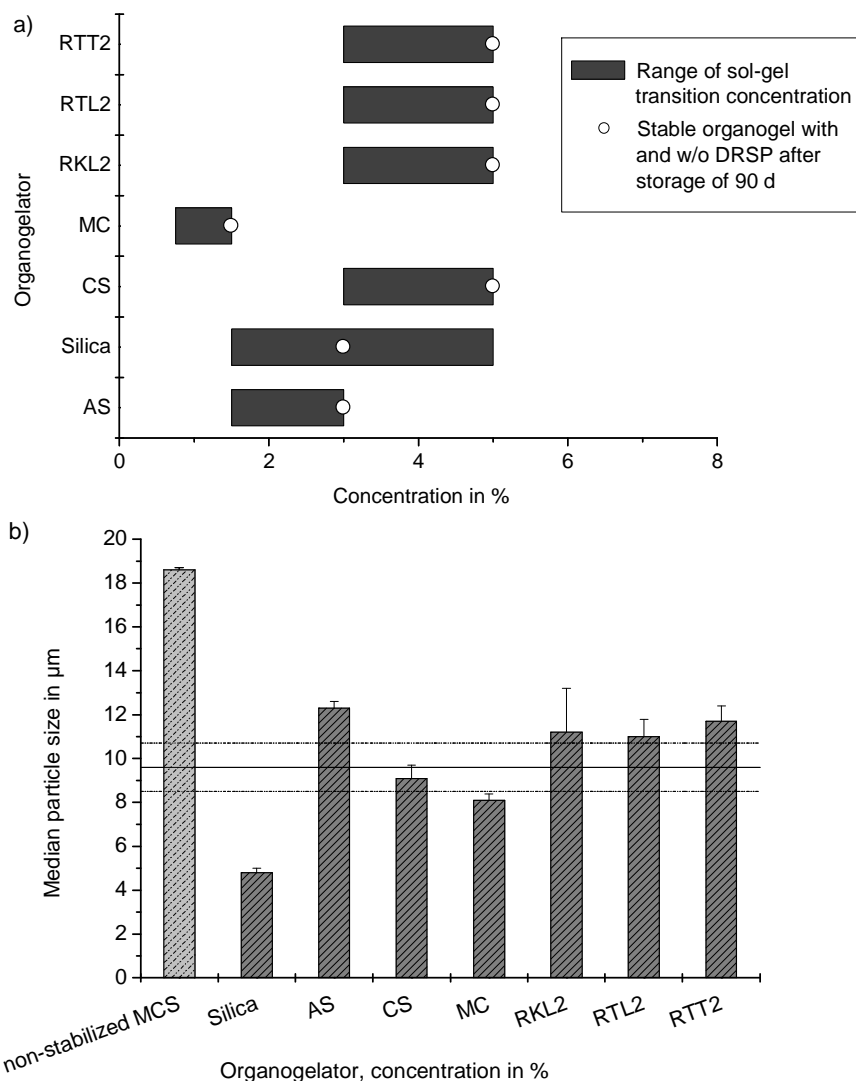 a)
RTT2
RTL2
RKL2
MC
CS
Silica
AS
Organogelator
0 2 4 6 8
Concentration in %
Range of sol-gel
transition concentration
Stable organogel with
and w/o DRSP after
storage of 90 d
b)
20
18
16
14
12
10
8
6
4
2
0
Median particle size in µm
non-stabilized MCS Silica AS CS MC RKL2 RTL2 RTT2
Organogelator, concentration in %